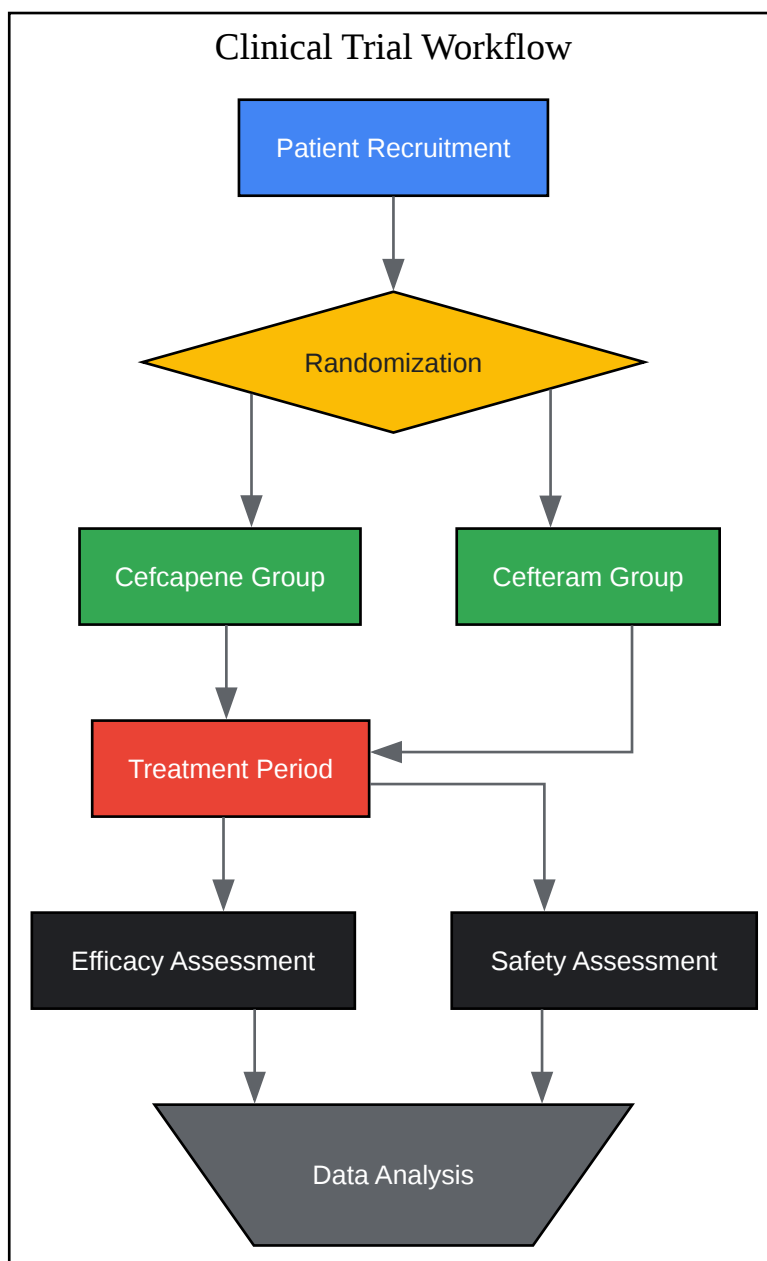 Clinical Trial Workflow
Patient Recruitment
Randomization
Cefcapene Group
Cefteram Group
Treatment Period
Efficacy Assessment
Safety Assessment
Data Analysis